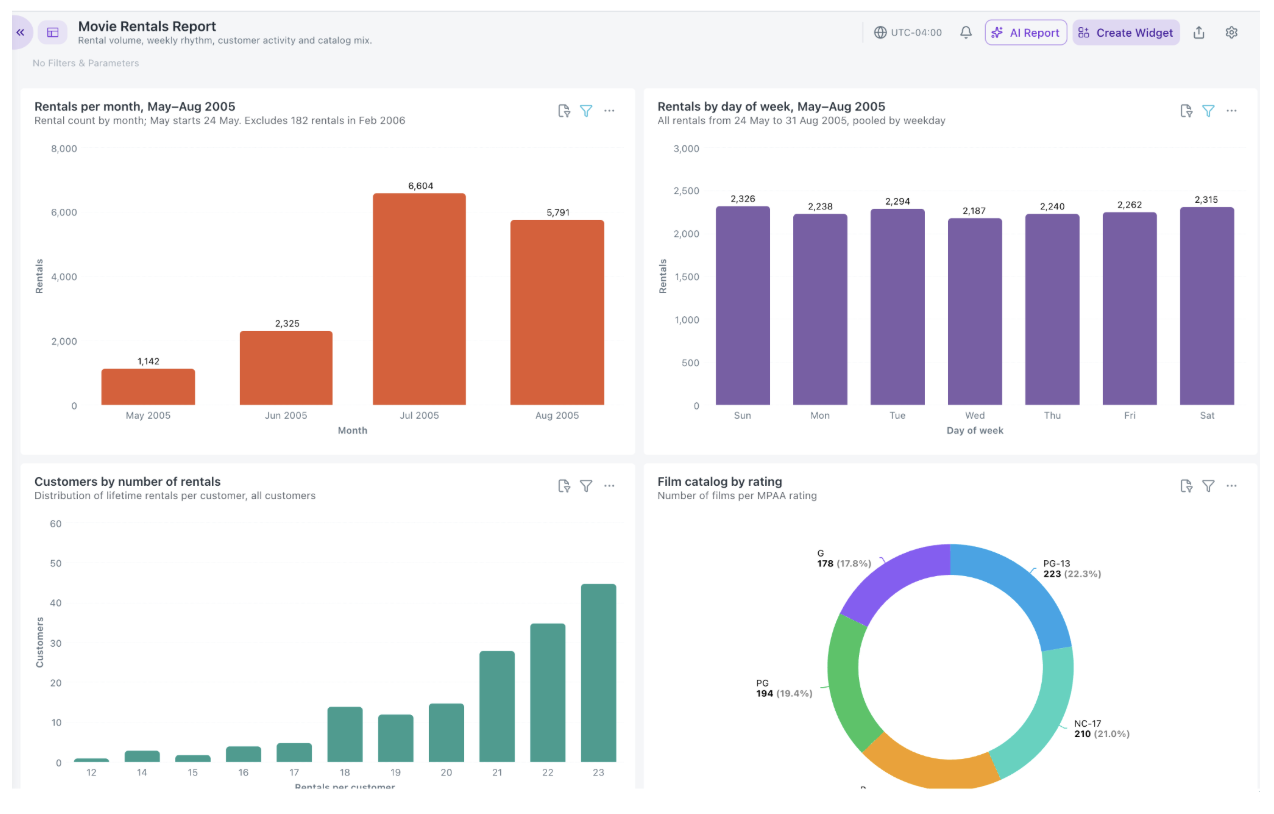 Movie Rentals Report
Rental volume, weekly rhythm, customer activity and catalog mix.
UTC-04:00
AI Report
Create Widget
No Filters & Parameters
Rentals per month, May–Aug 2005
Rental count by month; May starts 24 May. Excludes 182 rentals in Feb 2006
8,000
6,000
4,000
2,000
0
Rentals
1,142
2,325
6,604
5,791
May 2005
Jun 2005
Jul 2005
Aug 2005
Month
Rentals by day of week, May–Aug 2005
All rentals from 24 May to 31 Aug 2005, pooled by weekday
3,000
2,500
2,000
1,500
1,000
500
0
Rentals
2,326
2,238
2,294
2,187
2,240
2,262
2,315
Sun
Mon
Tue
Wed
Thu
Fri
Sat
Day of week
Customers by number of rentals
Distribution of lifetime rentals per customer, all customers
60
50
40
30
20
10
0
Customers
12
14
15
16
17
18
19
20
21
22
23
Rentals per customer
Film catalog by rating
Number of films per MPAA rating
G
178 (17.8%)
PG-13
223 (22.3%)
PG
194 (19.4%)
NC-17
210 (21.0%)